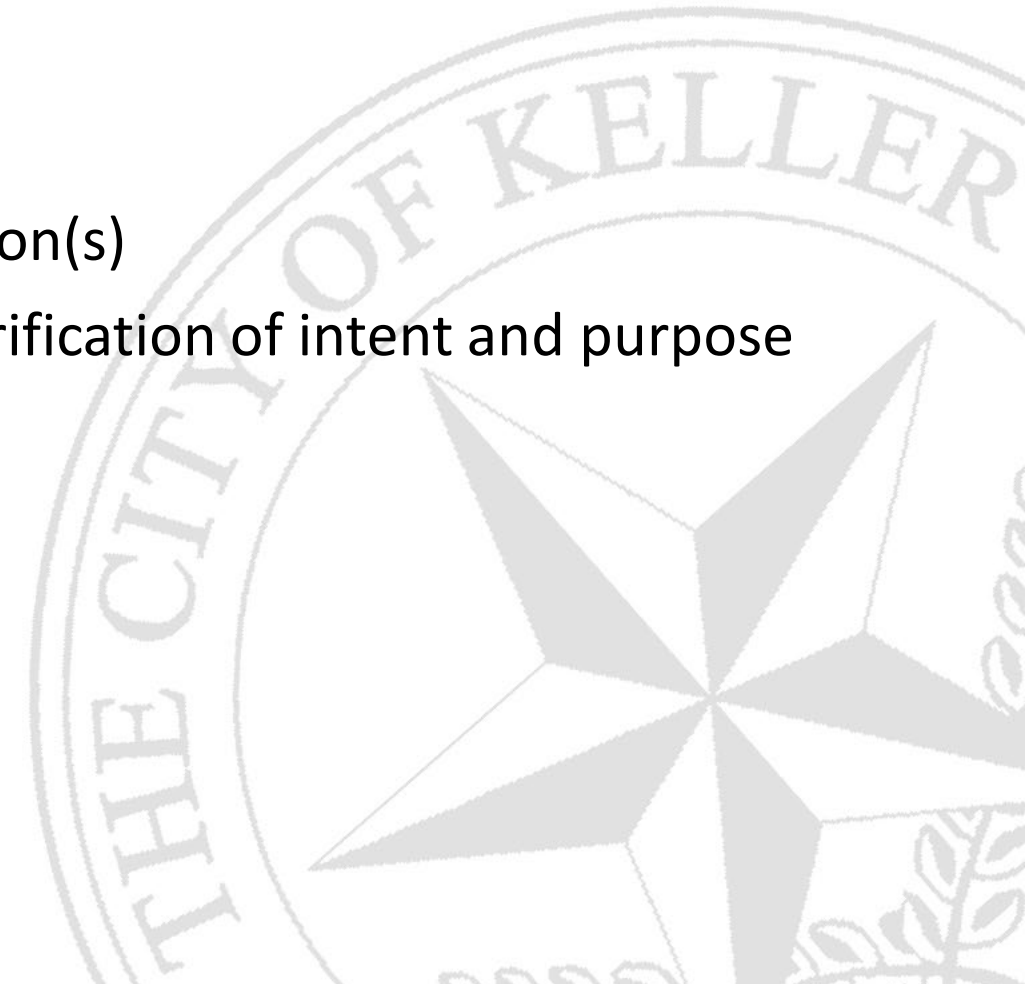 THE CITY OF KELLER
on(s)
rification of intent and purpose